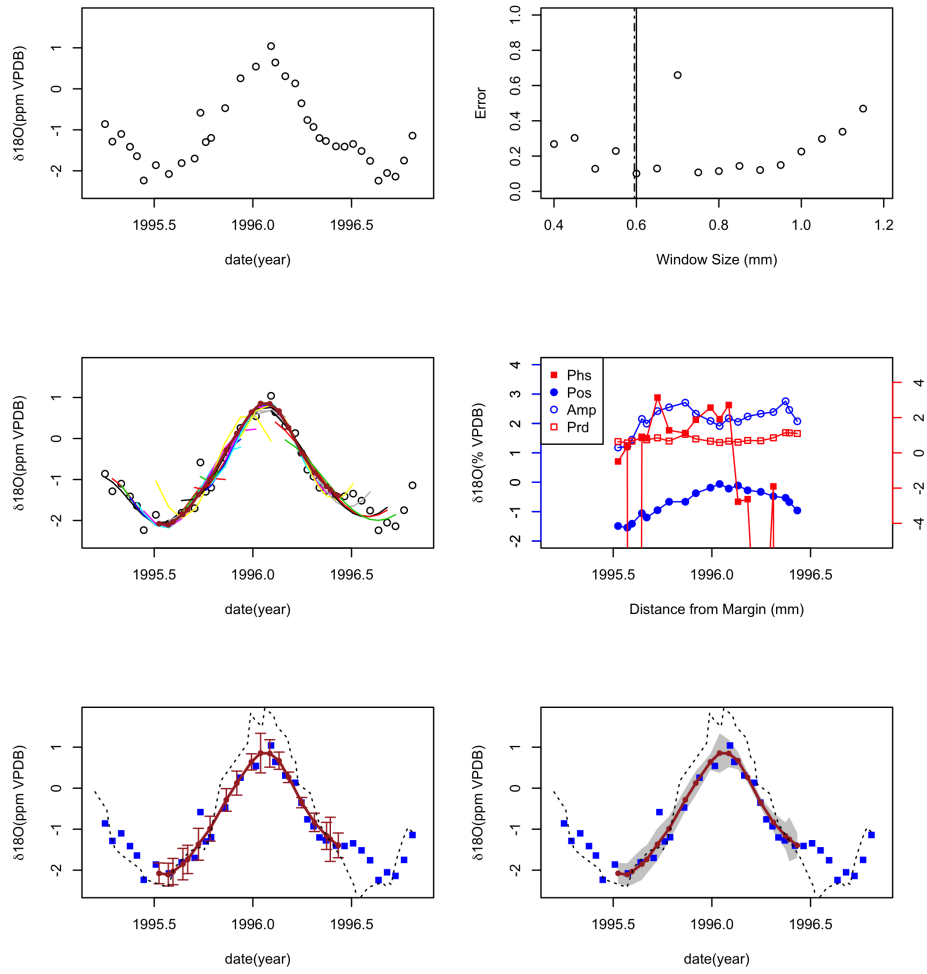 δ18O(ppm VPDB)
1
0
-1
-2
1995.5 1996.0 1996.5
date(year)
Error
1.0
0.8
0.6
0.4
0.2
0.0
0.4 0.6 0.8 1.0 1.2
Window Size (mm)
δ18O(ppm VPDB)
1
0
-1
-2
1995.5 1996.0 1996.5
date(year)
δ18O(% VPDB)
4
3
2
1
0
-1
-2
Phs
Pos
Amp
Prd
4
2
0
-2
-4
1995.5 1996.0 1996.5
Distance from Margin (mm)
δ18O(ppm VPDB)
1
0
-1
-2
1995.5 1996.0 1996.5
date(year)
δ18O(ppm VPDB)
1
0
-1
-2
1995.5 1996.0 1996.5
date(year)